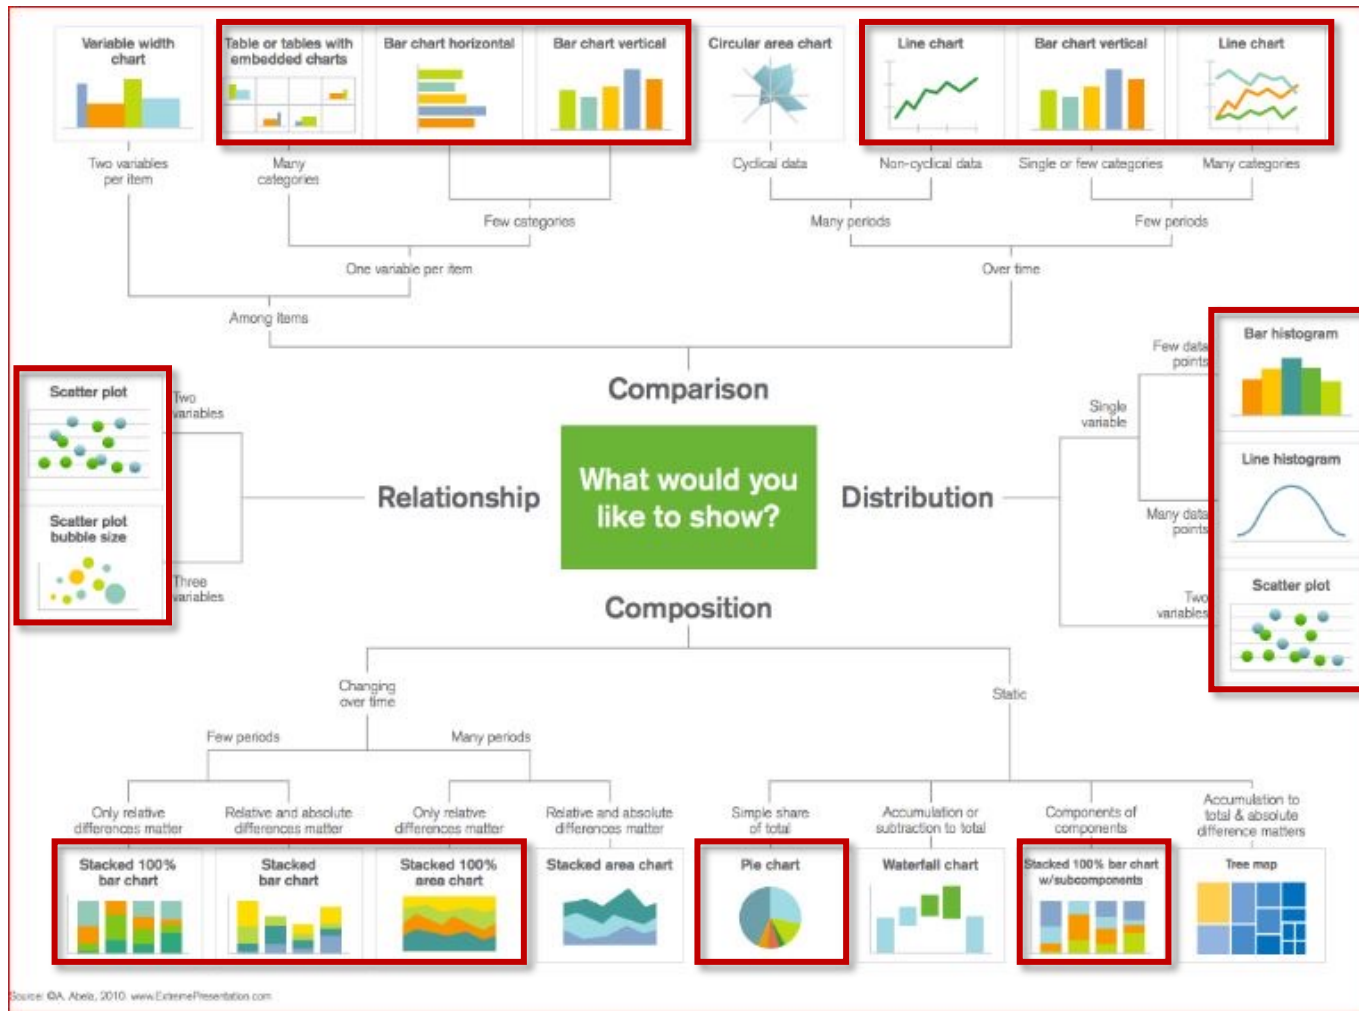 Variable width
chart
Table or tables with
embedded charts
Bar chart horizontal
Bar chart vertical
Circular area chart
Line chart
Bar chart vertical
Line chart
Two variables
per item
Many
categories
Cyclical data
Non-cyclical data
Single or few categories
Many categories
Few categories
Many periods
Few periods
One variable per item
Over time
Among items
Comparison
Scatter plot
Two
variables
Scatter plot
bubble size
Three
variables
Relationship
What would you
like to show?
Distribution
Single
variable
Few data
points
Bar histogram
Line histogram
Many data
points
Two
variables
Scatter plot
Composition
Changing
over time
Static
Few periods
Many periods
Only relative
differences matter
Relative and absolute
differences matter
Only relative
differences matter
Relative and absolute
differences matter
Simple share
of total
Accumulation or
subtraction to total
Components of
components
Accumulation to
total & absolute
difference matters
Stacked 100%
bar chart
Stacked
bar chart
Stacked 100%
area chart
Stacked area chart
Pie chart
Waterfall chart
Stacked 100% bar chart
w/subcomponents
Tree map
Source: ©A. Abela, 2010. www.ExtremePresentation.com